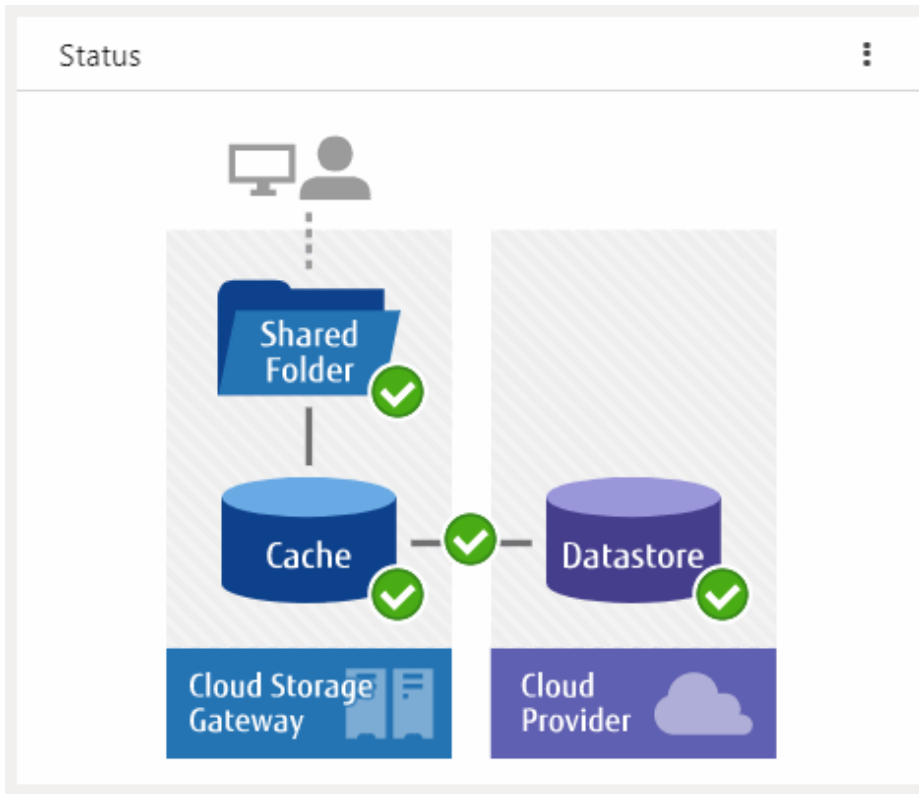 Status
Shared
Folder
Cache
Datastore
Cloud Storage
Gateway
Cloud
Provider